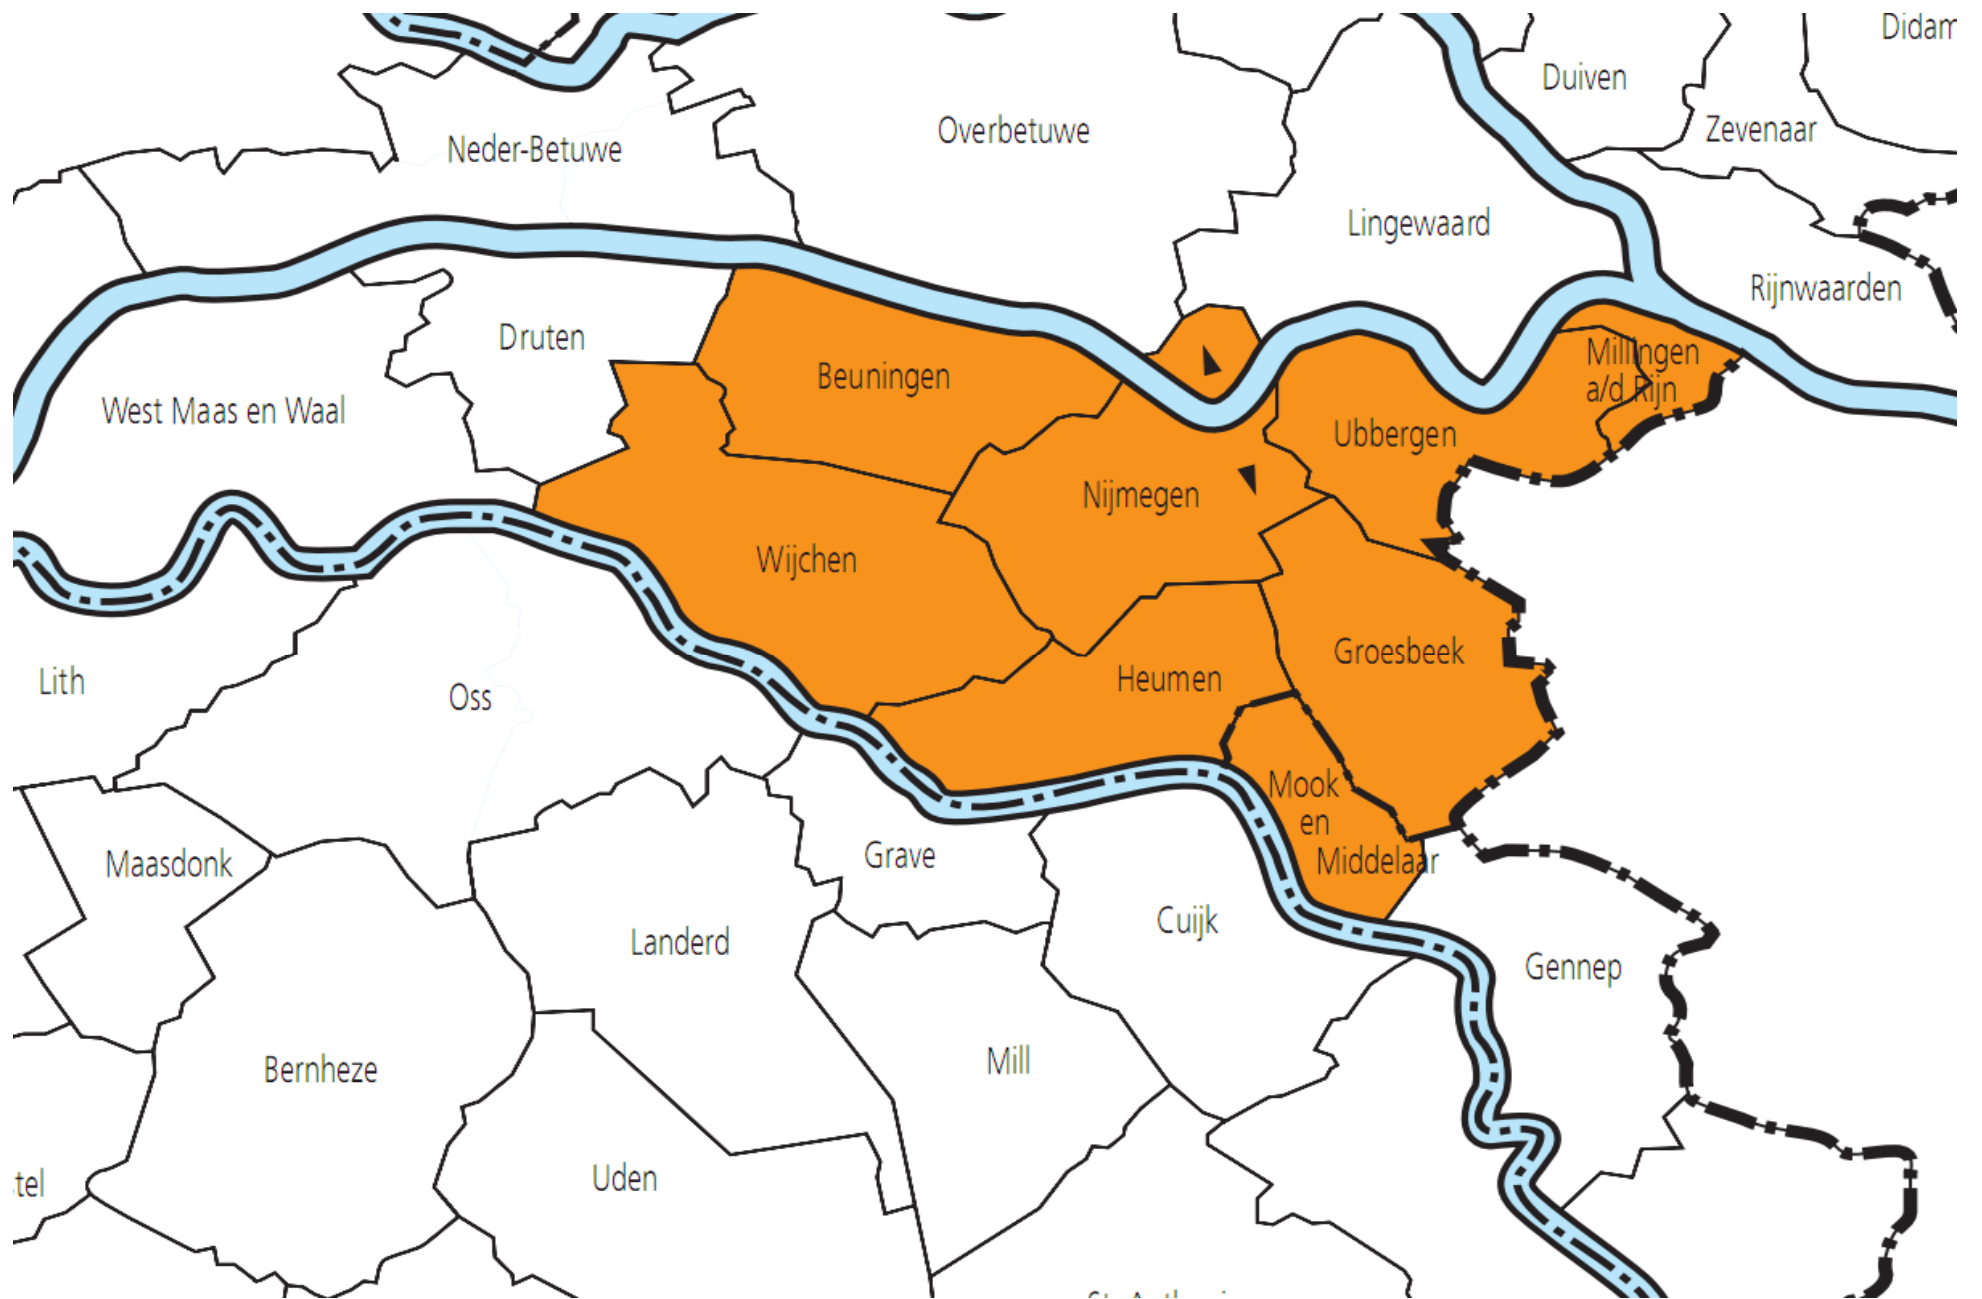 Didam
Duiven
Zevenaar
Overbetuwe
Neder-Betuwe
Lingewaard
Rijnwaarden
Druten
Millingen
a/d Rijn
Beuningen
West Maas en Waal
Ubbergen
Nijmegen
Wijchen
Groesbeek
Heumen
Lith
Oss
Mook
en
Middelaar
Grave
Maasdonk
Cuijk
Landerd
Gennep
Mill
Bernheze
Uden
tel